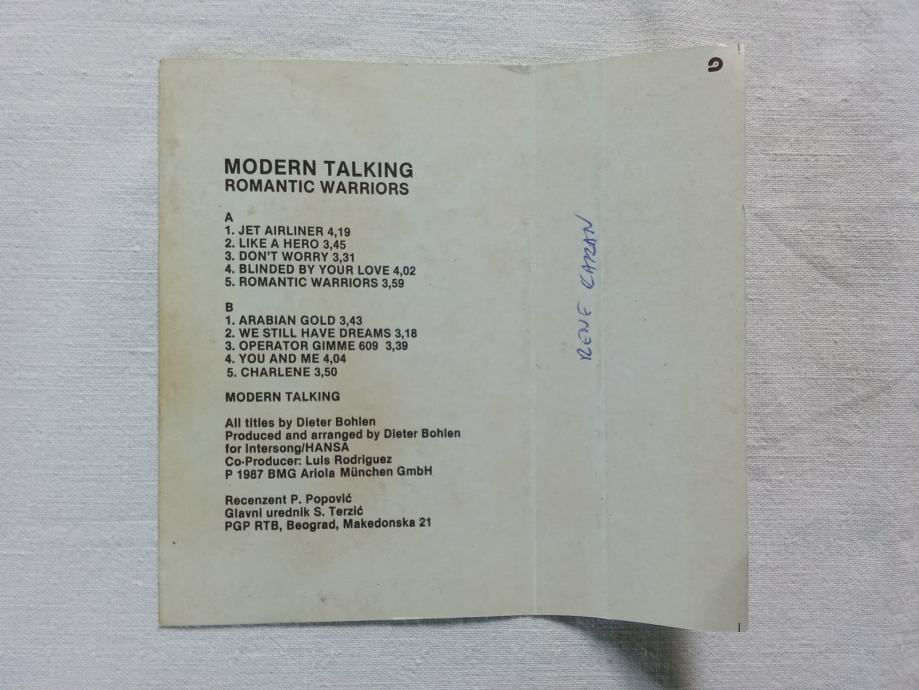 MODERN TALKING
ROMANTIC WARRIORS
A
1. JET AIRLINER 4,19
2. LIKE A HERO 3,45
3. DON'T WORRY 3,31
4. BLINDED BY YOUR LOVE 4,02
5. ROMANTIC WARRIORS 3,59
B
1. ARABIAN GOLD 3,43
2. WE STILL HAVE DREAMS 3,18
3. OPERATOR GIMME 609 3,39
4. YOU AND ME 4,04
5. CHARLENE 3,50
MODERN TALKING
All titles by Dieter Bohlen
Produced and arranged by Dieter Bohlen
for Intersong/HANSA
Co-Producer: Luis Rodriguez
P 1987 BMG Ariola München GmbH
Recenzent P. Popović
Glavni urednik S. Terzić
PGP RTB, Beograd, Makedonska 21
RENE